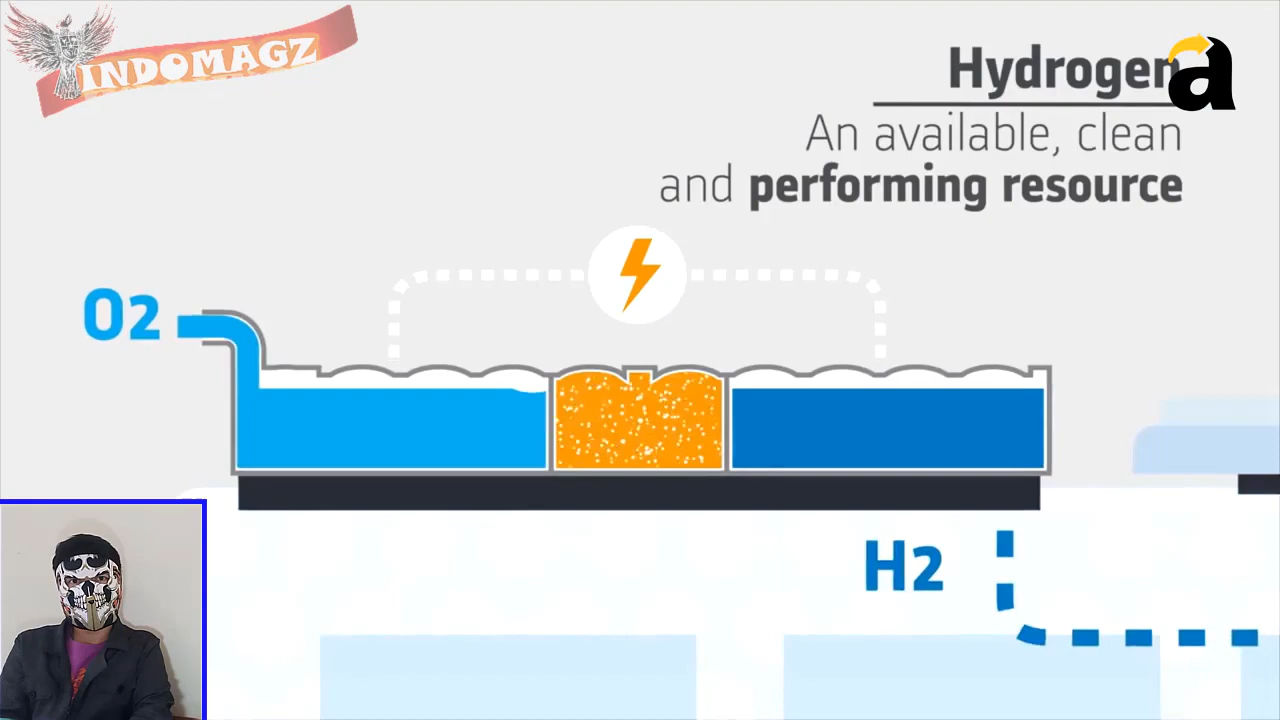 INDOMAGZ
Hydrogen
a
An available, clean
and performing resource
O2
H2